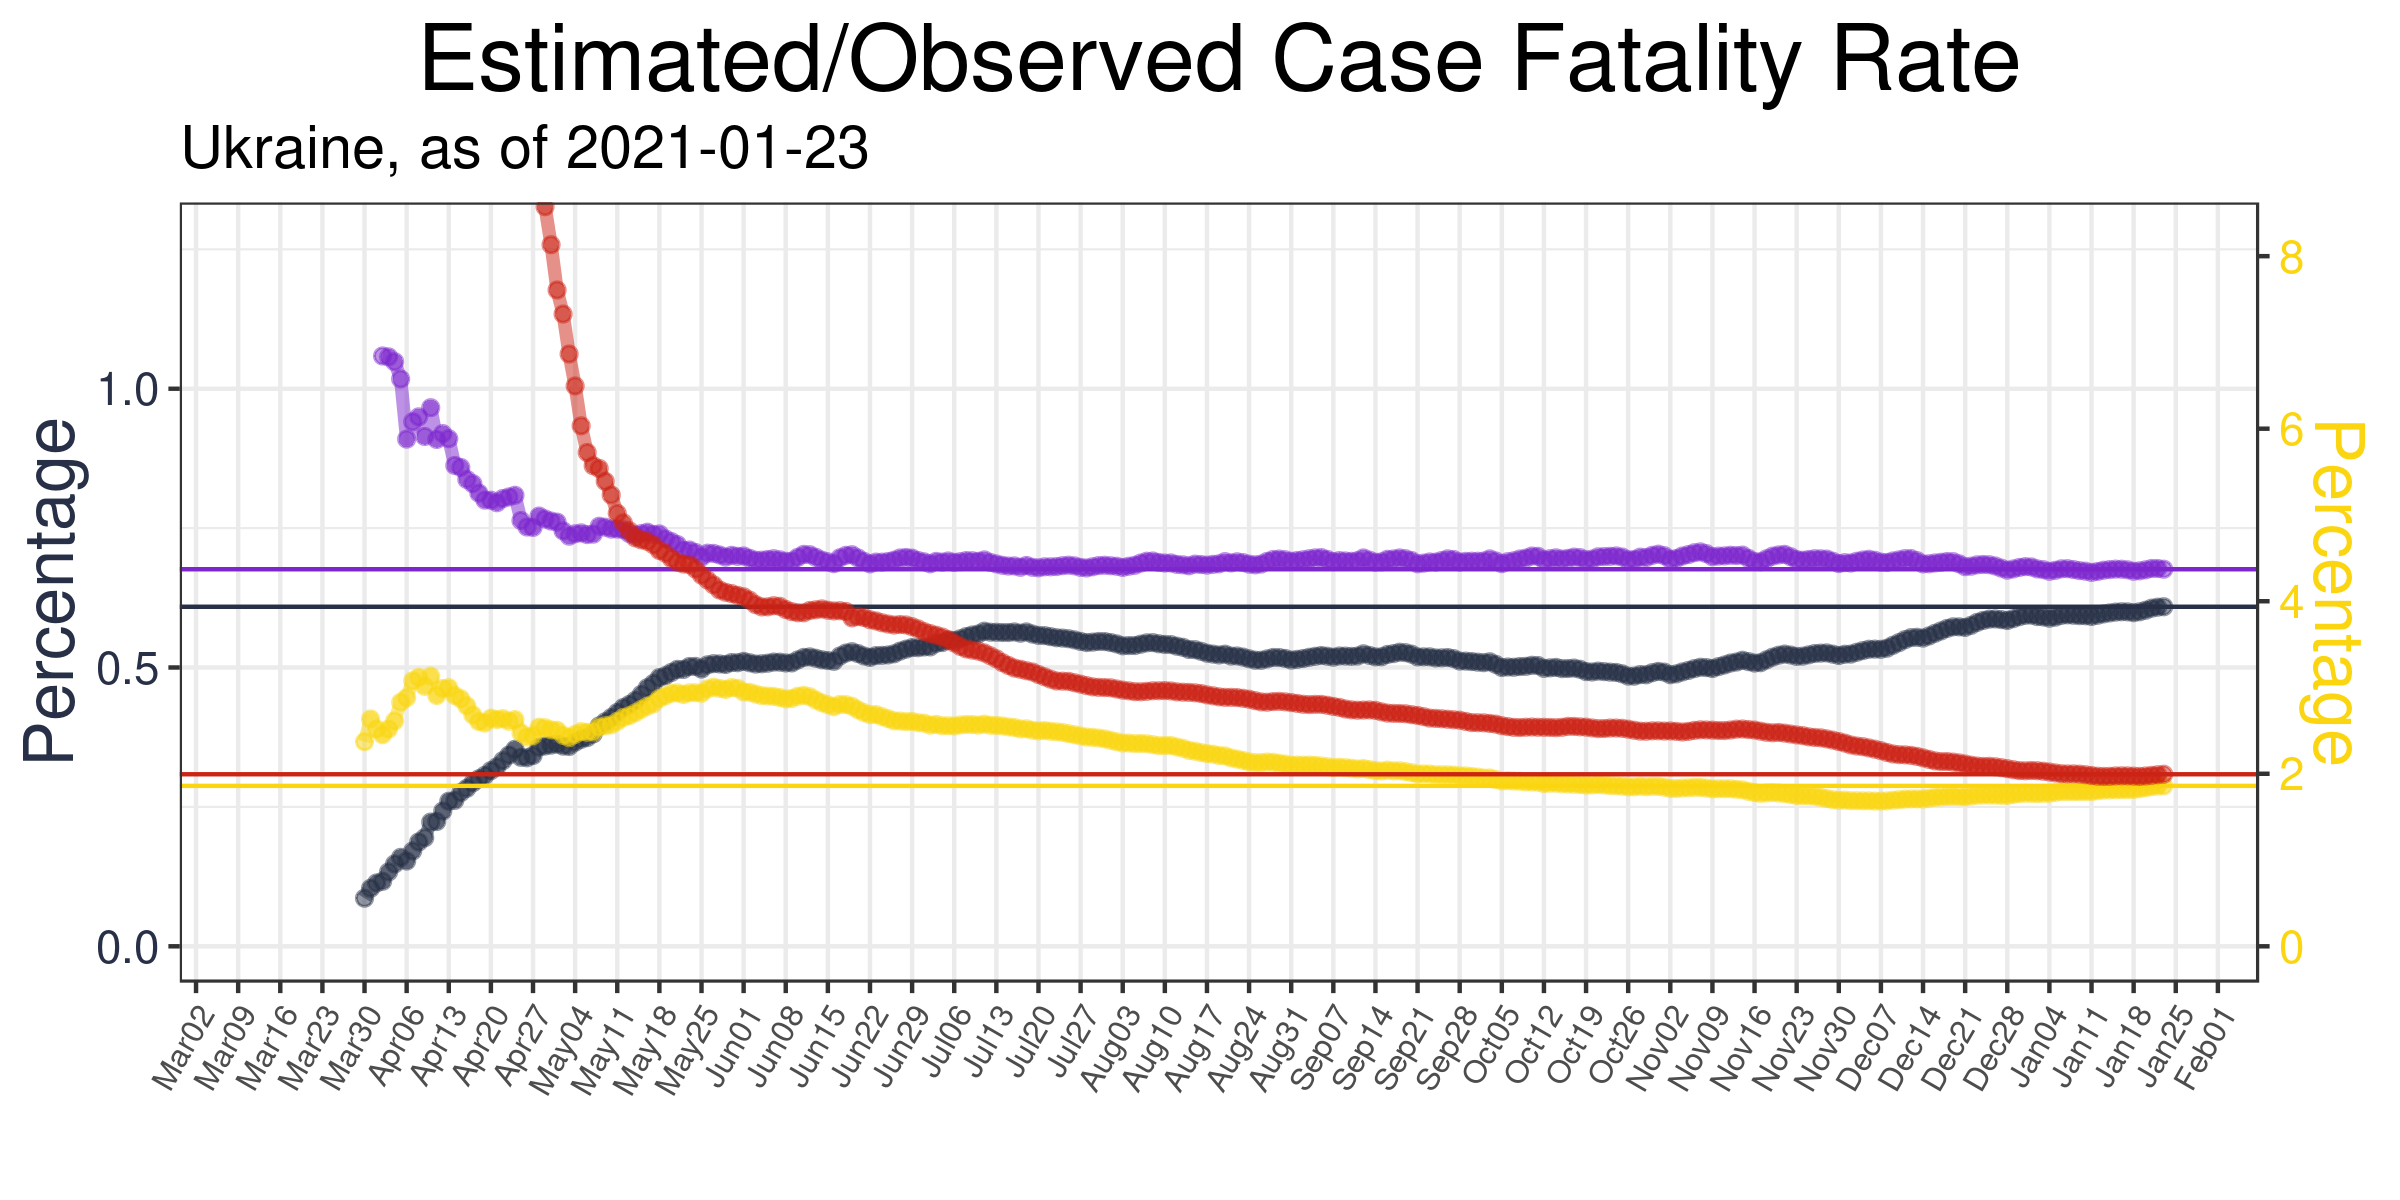 Estimated/Observed Case Fatality Rate
Ukraine, as of 2021-01-23
Percentage
1.0
0.5
0.0
8
6
4
2
0
Percentage
Mar02 Mar09 Mar16 Mar23 Mar30 Apr06 Apr13 Apr20 Apr27 May04 May11 May18 May25 Jun01 Jun08 Jun15 Jun22 Jun29 Jul06 Jul13 Jul20 Jul27 Aug03 Aug10 Aug17 Aug24 Aug31 Sep07 Sep14 Sep21 Sep28 Oct05 Oct12 Oct19 Oct26 Nov02 Nov09 Nov16 Nov23 Nov30 Dec07 Dec14 Dec21 Dec28 Jan04 Jan11 Jan18 Jan25 Feb01